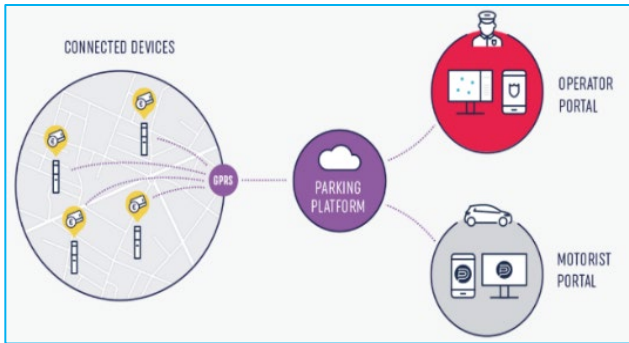 CONNECTED DEVICES
GPRS
PARKING
PLATFORM
OPERATOR
PORTAL
MOTORIST
PORTAL